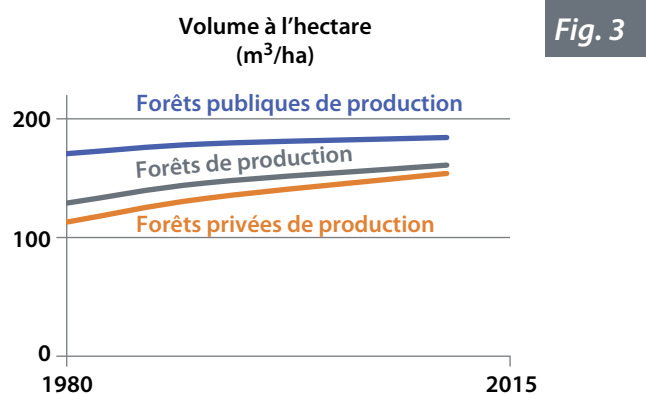 Volume à l'hectare
(m³/ha)
Fig. 3
200
Forêts publiques de production
Forêts de production
Forêts privées de production
100
0
1980
2015